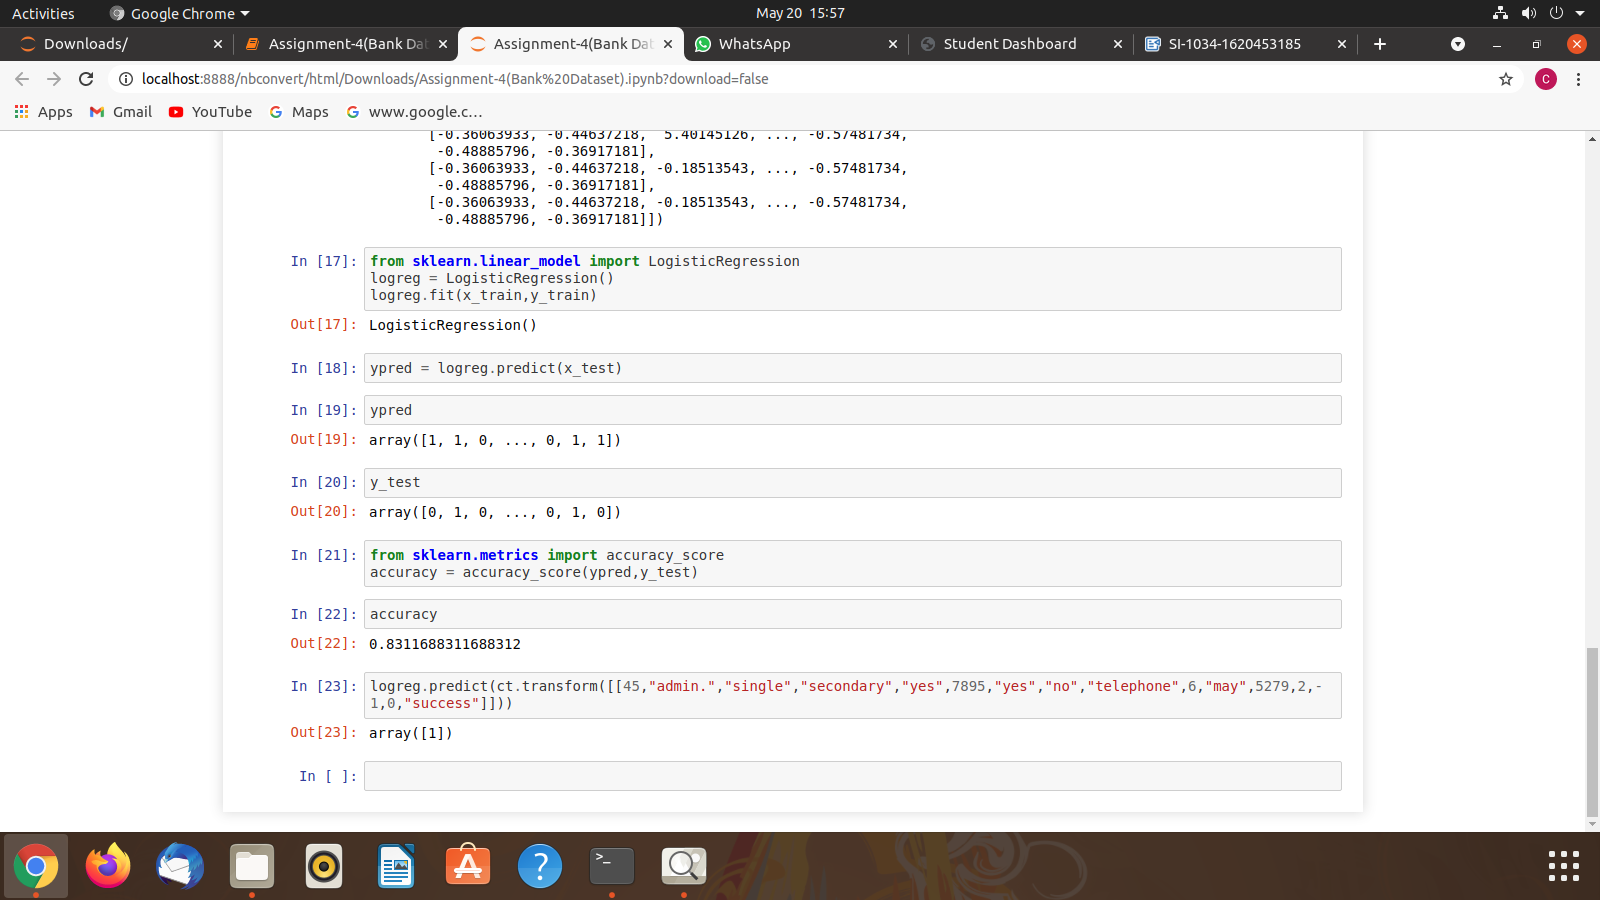 Activities Google Chrome May 20 15:57
Downloads/ Assignment-4(Bank Dat Assignment-4(Bank Dat WhatsApp Student Dashboard SI-1034-1620453185
localhost:8888/nbconvert/html/Downloads/Assignment-4(Bank%20Dataset).ipynb?download=false C
Apps Gmail YouTube Maps www.google.c...
[-0.36063933, -0.44637218, 5.40145126, ..., -0.57481734,
-0.48885796, -0.36917181],
[-0.36063933, -0.44637218, -0.18513543, ..., -0.57481734,
-0.48885796, -0.36917181],
[-0.36063933, -0.44637218, -0.18513543, ..., -0.57481734,
-0.48885796, -0.36917181]])
In [17]: from sklearn.linear_model import LogisticRegression
logreg = LogisticRegression()
logreg.fit(x_train,y_train)
Out[17]: LogisticRegression()
In [18]: ypred = logreg.predict(x_test)
In [19]: ypred
Out[19]: array([1, 1, 0, ..., 0, 1, 1])
In [20]: y_test
Out[20]: array([0, 1, 0, ..., 0, 1, 0])
In [21]: from sklearn.metrics import accuracy_score
accuracy = accuracy_score(ypred,y_test)
In [22]: accuracy
Out[22]: 0.8311688311688312
In [23]: logreg.predict(ct.transform([[45,"admin.","single","secondary","yes",7895,"yes","no","telephone",6,"may",5279,2,-
1,0,"success"]]))
Out[23]: array([1])
In [ ]: